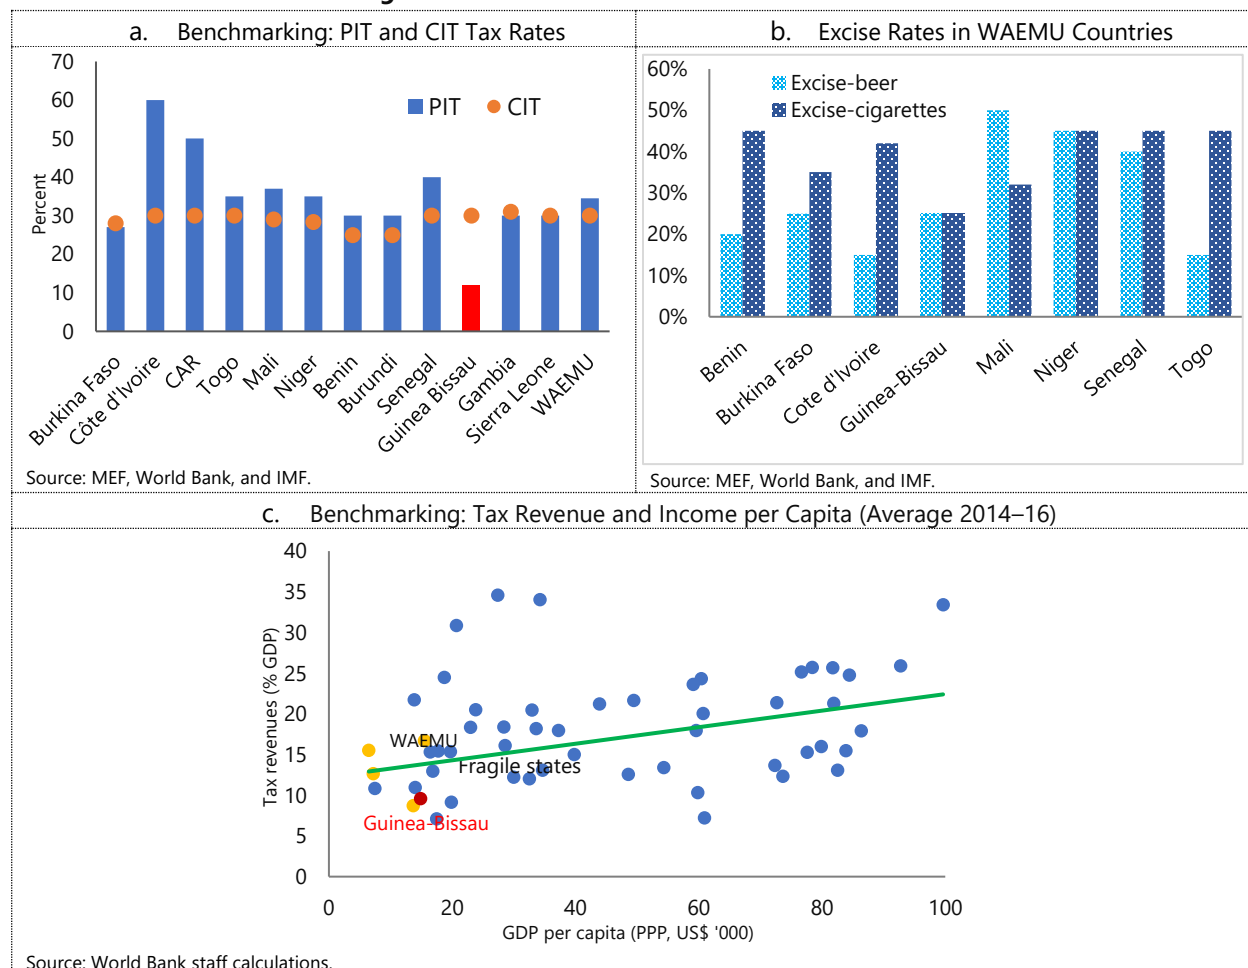 a. Benchmarking: PIT and CIT Tax Rates
70
60
50
40
30
20
10
0
Percent
PIT
CIT
Burkina Faso
Côte d'Ivoire
CAR
Togo
Mali
Niger
Benin
Burundi
Senegal
Guinea Bissau
Gambia
Sierra Leone
WAEMU
Source: MEF, World Bank, and IMF.
b. Excise Rates in WAEMU Countries
60%
50%
40%
30%
20%
10%
0%
Excise-beer
Excise-cigarettes
Benin
Burkina Faso
Cote d'Ivoire
Guinea-Bissau
Mali
Niger
Senegal
Togo
Source: MEF, World Bank, and IMF.
c. Benchmarking: Tax Revenue and Income per Capita (Average 2014–16)
40
35
30
25
20
15
10
5
0
Tax revenues (% GDP)
WAEMU
Fragile states
Guinea-Bissau
0
20
40
60
80
100
GDP per capita (PPP, US$ '000)
Source: World Bank staff calculations.